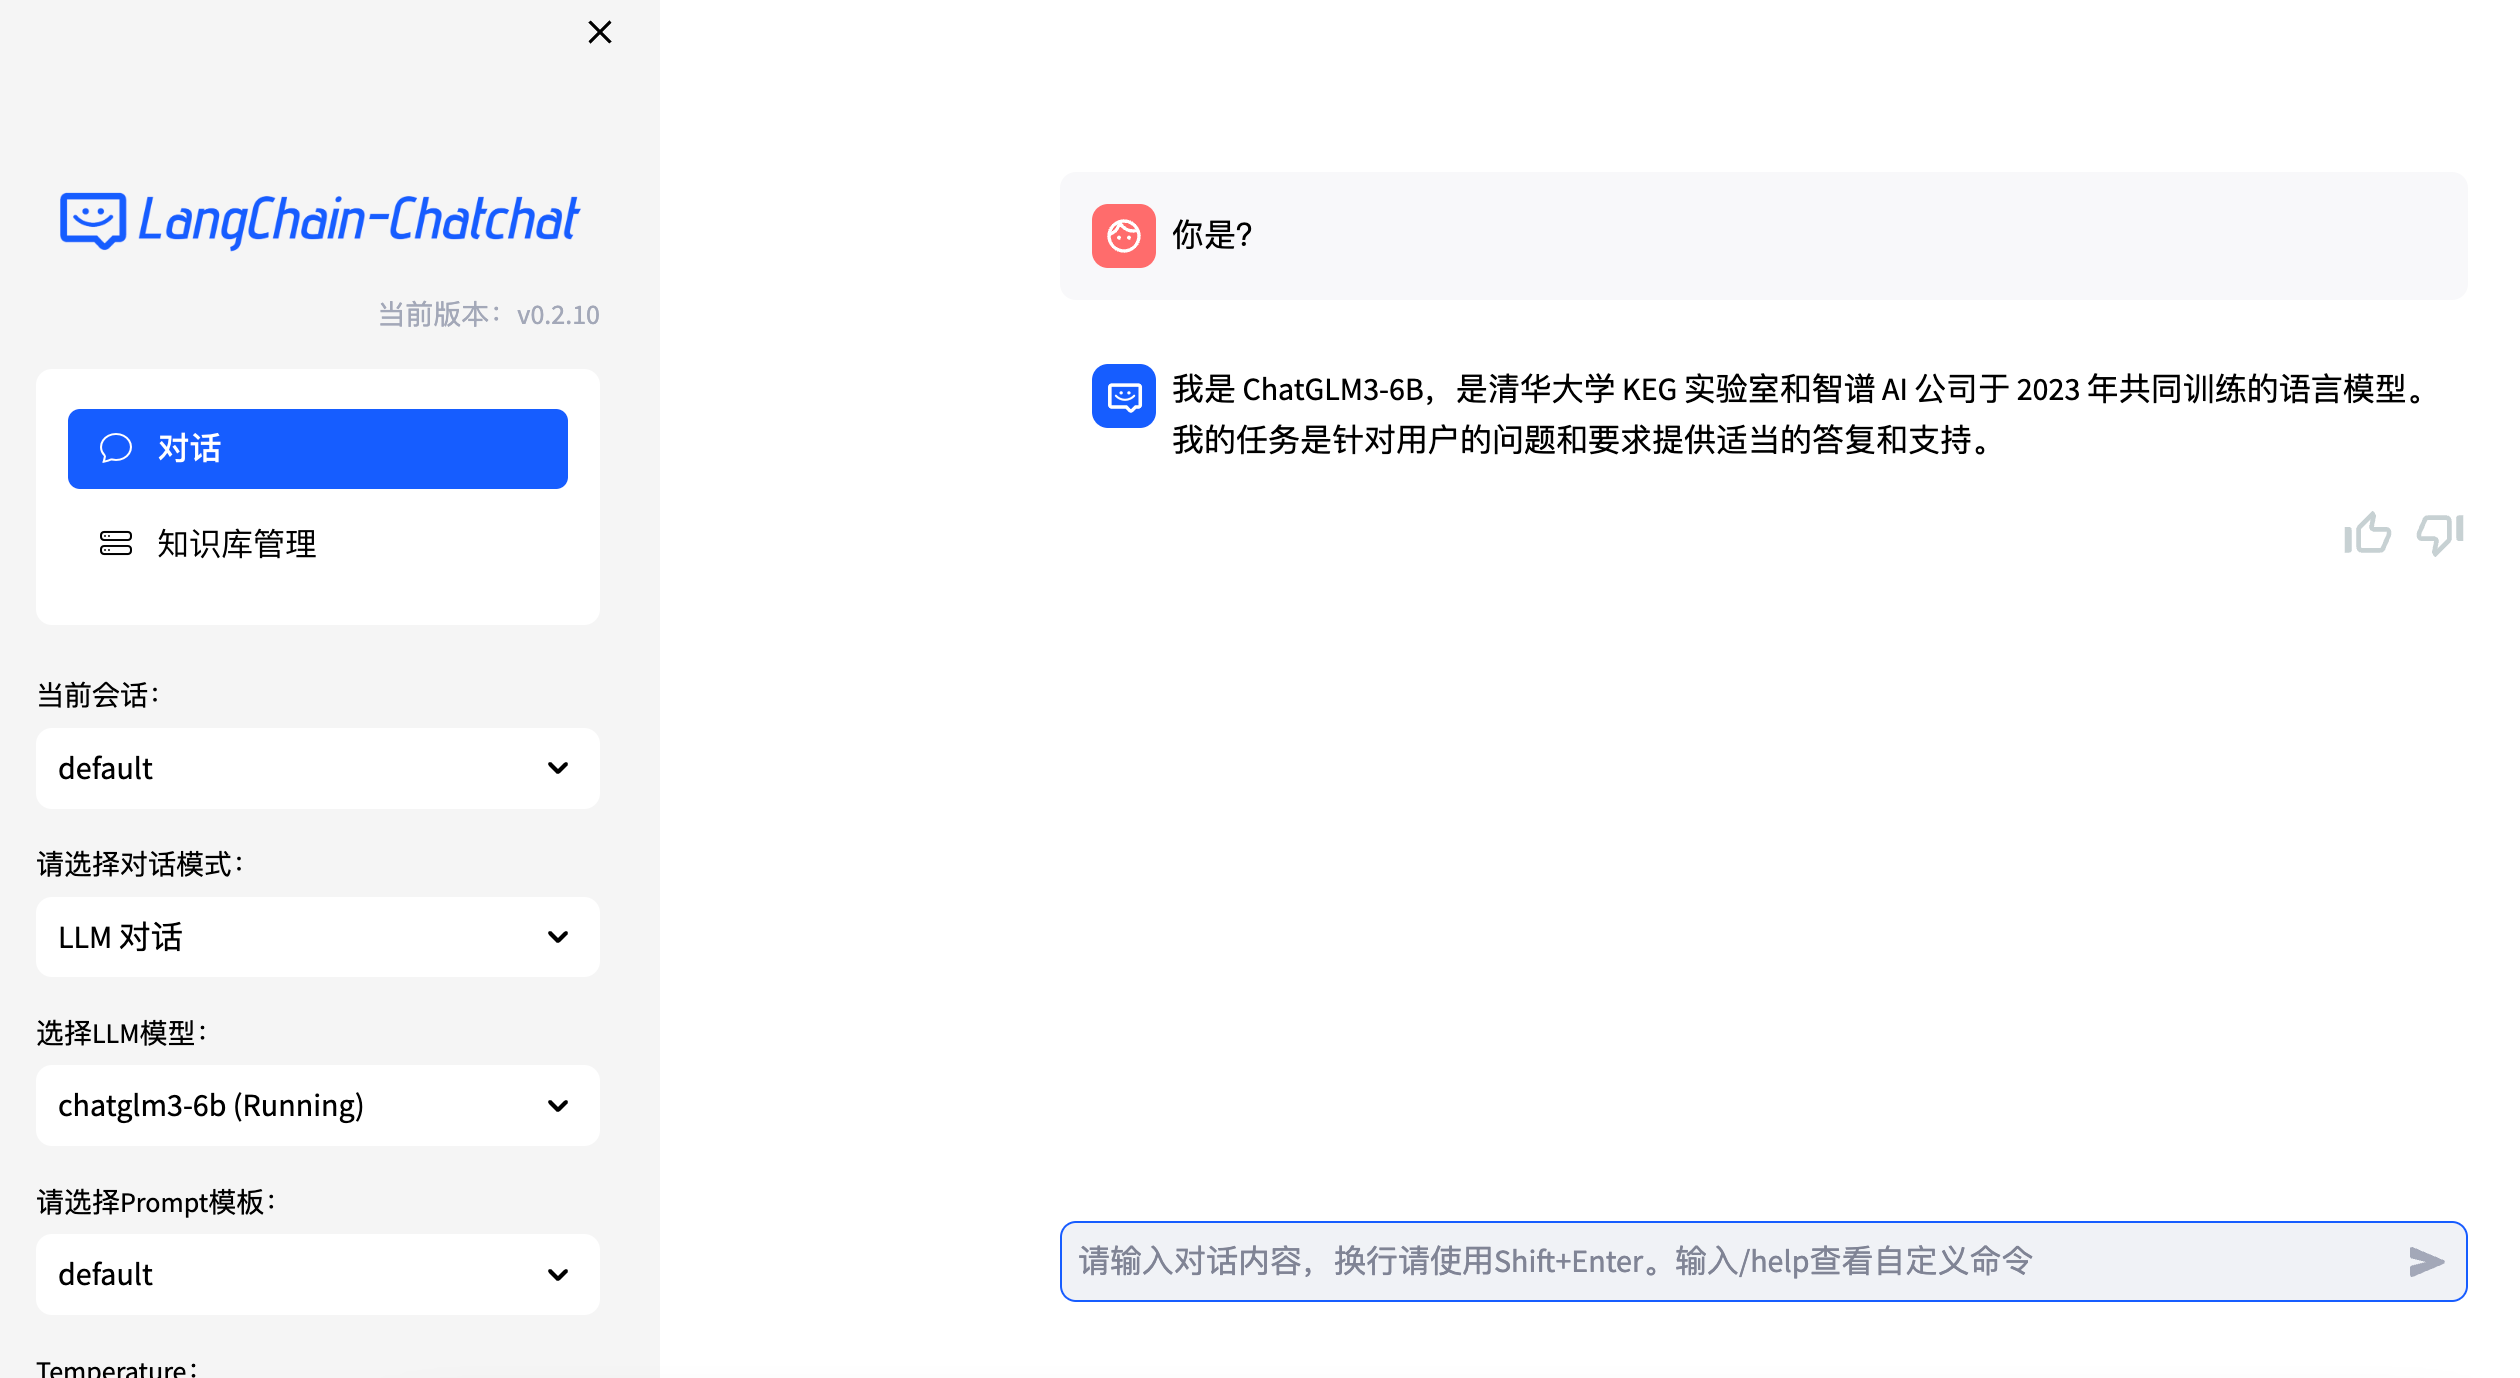 LangChain-Chatchat
当前版本：v0.2.10
对话
知识库管理
当前会话：
default
请选择对话模式：
LLM 对话
选择LLM模型：
chatglm3-6b (Running)
请选择Prompt模板：
default
Temperature：
你是？
我是 ChatGLM3-6B，是清华大学 KEG 实验室和智谱 AI 公司于 2023 年共同训练的语言模型。
我的任务是针对用户的问题和要求提供适当的答复和支持。
请输入对话内容，换行请使用Shift+Enter。输入/help查看自定义命令